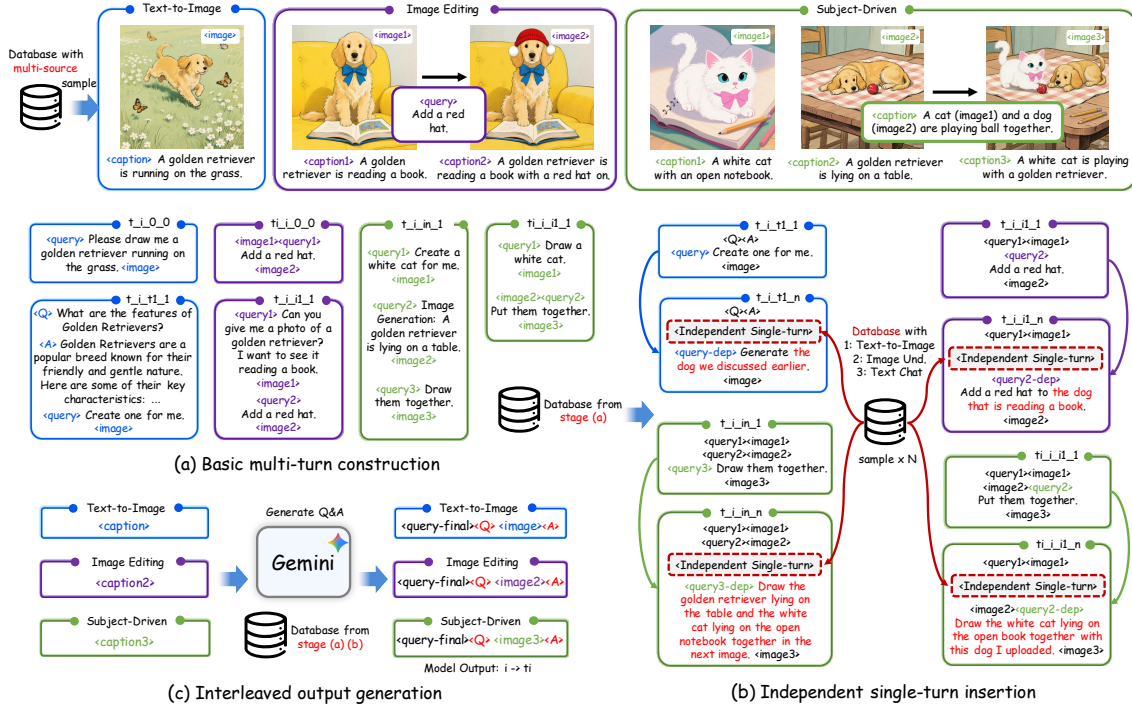 Text-to-Image
Image Editing
Subject-Driven
Database with
multi-source
sample
<image>
<caption> A golden retriever
is running on the grass.
<image1>
<image2>
<query>
Add a red
hat.
<caption1> A golden
retriever is reading a book.
<caption2> A golden retriever is
reading a book with a red hat on.
<image1>
<image2>
<image3>
<caption> A cat (image1) and a dog
(image2) are playing ball together.
<caption1> A white cat
with an open notebook.
<caption2> A golden retriever
is lying on a table.
<caption3> A white cat is playing
with a golden retriever.
t_i_0_0
<query> Please draw me a
golden retriever running on
the grass. <image>
ti_i_0_0
<image1><query1>
Add a red hat.
<image2>
t_i_in_1
<query1> Create a
white cat for me.
<image1>
<query2> Image
Generation: A
golden retriever
is lying on a table.
<image2>
<query3> Draw
them together.
<image3>
ti_i_i1_1
<query1> Draw a
white cat.
<image1>
<image2><query2>
Put them together.
<image3>
t_i_t1_1
<Q> What are the features of
Golden Retrievers?
<A> Golden Retrievers are a
popular breed known for their
friendly and gentle nature.
Here are some of their key
characteristics: ...
<query> Create one for me.
<image>
t_i_i1_1
<query1> Can you
give me a photo of a
golden retriever?
I want to see it
reading a book.
<image1>
<query2>
Add a red hat.
<image2>
Database from
stage (a)
(a) Basic multi-turn construction
t_i_t1_1
<Q><A>
<query> Create one for me.
<image>
t_i_t1_n
<Q><A>
<Independent Single-turn>
<query-dep> Generate the
dog we discussed earlier.
<image>
t_i_i1_1
<query1><image1>
<query2>
Add a red hat.
<image2>
t_i_i1_n
<query1><image1>
<Independent Single-turn>
<query2-dep>
Add a red hat to the dog
that is reading a book.
<image2>
Database with
1: Text-to-Image
2: Image Und.
3: Text Chat
sample x N
t_i_in_1
<query1><image1>
<query2><image2>
<query3> Draw them together.
<image3>
t_i_in_n
<query1><image1>
<query2><image2>
<Independent Single-turn>
<query3-dep> Draw the
golden retriever lying on
the table and the white
cat lying on the open
notebook together in the
next image. <image3>
ti_i_i1_1
<query1><image1>
<image2><query2>
Put them together.
<image3>
ti_i_i1_n
<query1><image1>
<Independent Single-turn>
<image2><query2-dep>
Draw the white cat lying on
the open book together with
this dog I uploaded. <image3>
(b) Independent single-turn insertion
Text-to-Image
<caption>
Image Editing
<caption2>
Subject-Driven
<caption3>
Generate Q&A
Gemini
Database from
stage (a) (b)
Text-to-Image
<query-final><Q> <image><A>
Image Editing
<query-final><Q> <image2><A>
Subject-Driven
<query-final><Q> <image3><A>
Model Output: i -> ti
(c) Interleaved output generation